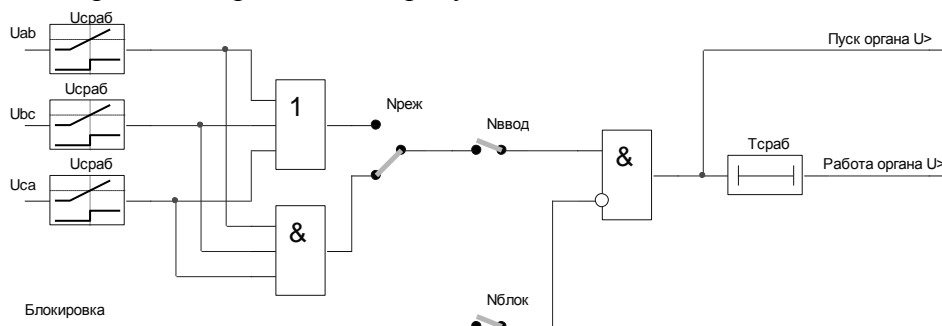 Uсраб
Uab
Пуск органа U>
Uсраб
Ubc
1
Nреж
Nввод
&
Tсраб
Uсраб
Uca
Работа органа U>
&
Nблок
Блокировка